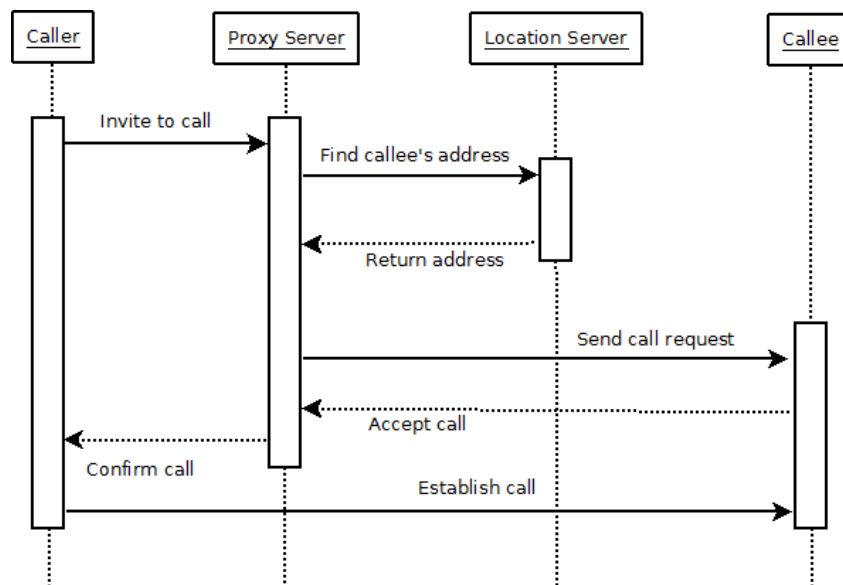 Caller
Proxy Server
Location Server
Callee
Invite to call
Find callee's address
Return address
Send call request
Accept call
Confirm call
Establish call